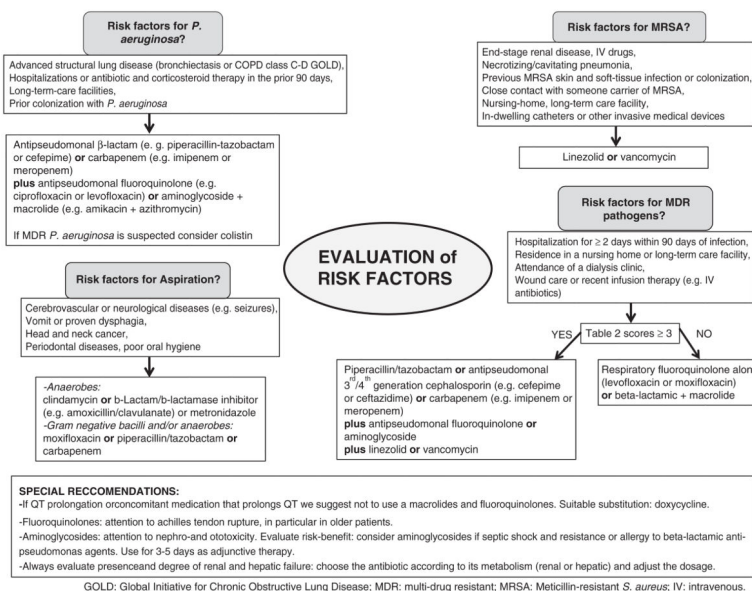 Risk factors for P.
aeruginosa?
Advanced structural lung disease (bronchiectasis or COPD class C-D GOLD),
Hospitalizations or antibiotic and corticosteroid therapy in the prior 90 days,
Long-term-care facilities,
Prior colonization with P. aeruginosa
Antipseudomonal β-lactam (e. g. piperacillin-tazobactam
or cefepime) or carbapenem (e.g. imipenem or
meropenem)
plus antipseudomonal fluoroquinolone (e.g.
ciprofloxacin or levofloxacin) or aminoglycoside +
macrolide (e.g. amikacin + azithromycin)
If MDR P. aeruginosa is suspected consider colistin
Risk factors for MRSA?
End-stage renal disease, IV drugs,
Necrotizing/cavitating pneumonia,
Previous MRSA skin and soft-tissue infection or colonization,
Close contact with someone carrier of MRSA,
Nursing-home, long-term care facility,
In-dwelling catheters or other invasive medical devices
Linezolid or vancomycin
EVALUATION of
RISK FACTORS
Risk factors for Aspiration?
Cerebrovascular or neurological diseases (e.g. seizures),
Vomit or proven dysphagia,
Head and neck cancer,
Periodontal diseases, poor oral hygiene
-Anaerobes:
clindamycin or b-Lactam/b-lactamase inhibitor
(e.g. amoxicillin/clavulanate) or metronidazole
-Gram negative bacilli and/or anaerobes:
moxifloxacin or piperacillin/tazobactam or
carbapenem
Risk factors for MDR
pathogens?
Hospitalization for ≥ 2 days within 90 days of infection,
Residence in a nursing home or long-term care facility,
Attendance of a dialysis clinic,
Wound care or recent infusion therapy (e.g. IV
antibiotics)
YES
Table 2 scores ≥ 3
NO
Piperacillin/tazobactam or antipseudomonal
3rd/4th generation cephalosporin (e.g. cefepime
or ceftazidime) or carbapenem (e.g. imipenem or
meropenem)
plus antipseudomonal fluoroquinolone or
aminoglycoside
plus linezolid or vancomycin
Respiratory fluoroquinolone alon
(levofloxacin or moxifloxacin)
or beta-lactamic + macrolide
SPECIAL RECCOMENDATIONS:
-If QT prolongation orconcomitant medication that prolongs QT we suggest not to use a macrolides and fluoroquinolones. Suitable substitution: doxycycline.
-Fluoroquinolones: attention to achilles tendon rupture, in particular in older patients.
-Aminoglycosides: attention to nephro-and ototoxicity. Evaluate risk-benefit: consider aminoglycosides if septic shock and resistance or allergy to beta-lactamic anti-
pseudomonas agents. Use for 3-5 days as adjunctive therapy.
-Always evaluate presenceand degree of renal and hepatic failure: choose the antibiotic according to its metabolism (renal or hepatic) and adjust the dosage.
GOLD: Global Initiative for Chronic Obstructive Lung Disease; MDR: multi-drug resistant; MRSA: Meticillin-resistant S. aureus; IV: intravenous.